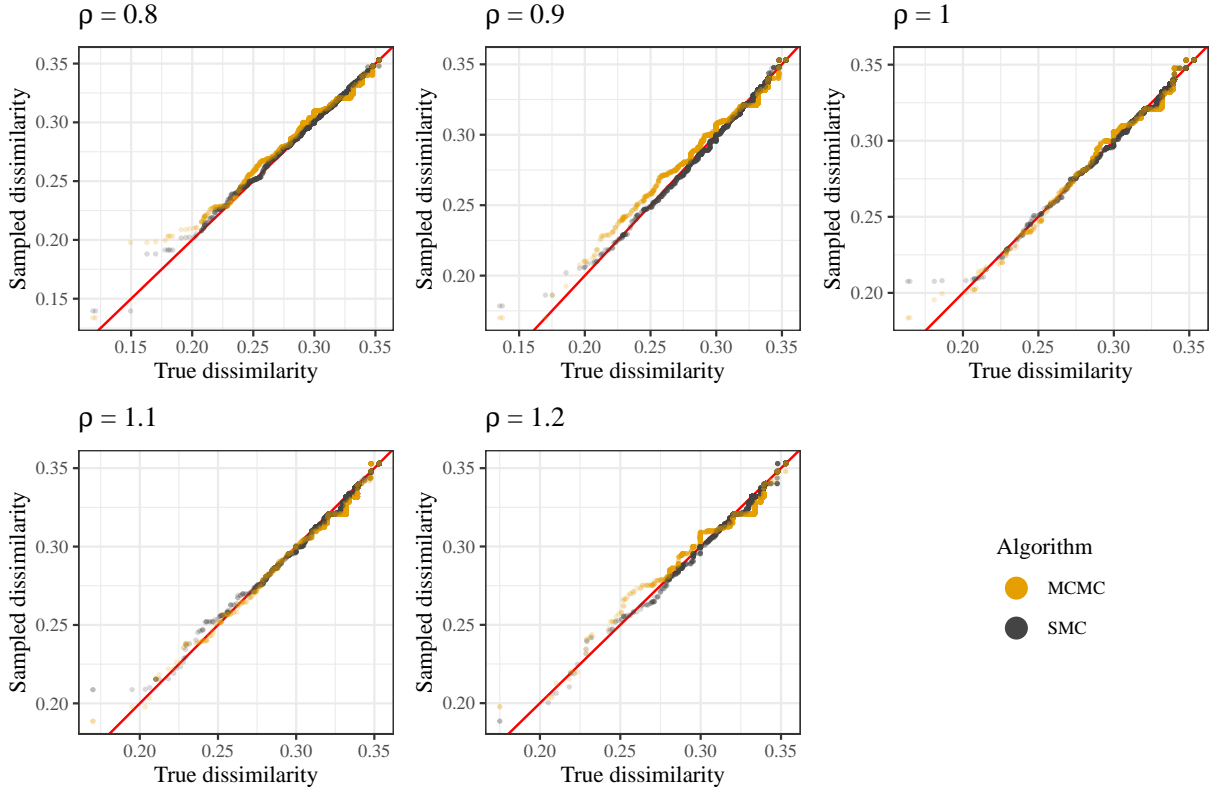 ρ = 0.8
ρ = 0.9
ρ = 1
Sampled dissimilarity
0.35
0.30
0.25
0.20
0.15
0.15 0.20 0.25 0.30 0.35
True dissimilarity
Sampled dissimilarity
0.35
0.30
0.25
0.20
0.15 0.20 0.25 0.30 0.35
True dissimilarity
Sampled dissimilarity
0.35
0.30
0.25
0.20
0.20 0.25 0.30 0.35
True dissimilarity
ρ = 1.1
ρ = 1.2
Sampled dissimilarity
0.35
0.30
0.25
0.20
0.20 0.25 0.30 0.35
True dissimilarity
Sampled dissimilarity
0.35
0.30
0.25
0.20
0.20 0.25 0.30 0.35
True dissimilarity
Algorithm
MCMC
SMC